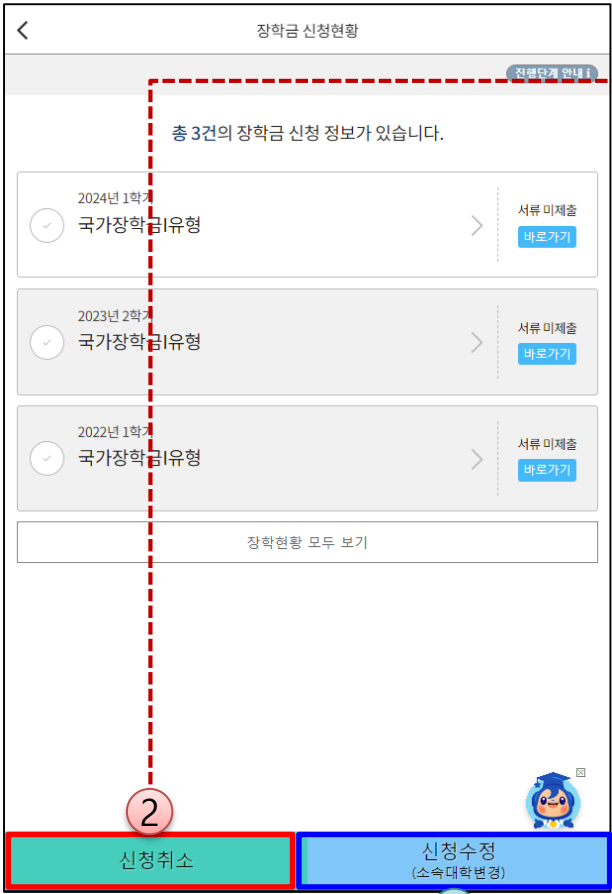 장학금 신청현황
진행단계 안내 i
총 3건의 장학금 신청 정보가 있습니다.
2024년 1학기
국가장학금I유형
서류 미제출
바로가기
2023년 2학기
국가장학금I유형
서류 미제출
바로가기
2022년 1학기
국가장학금I유형
서류 미제출
바로가기
장학현황 모두 보기
2
신청취소
신청수정
(소속대학변경)